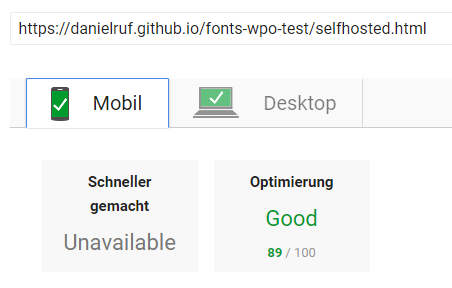 https://danielruf.github.io/fonts-wpo-test/selfhosted.html
Mobil
Desktop
Schneller
gemacht
Unavailable
Optimierung
Good
89 / 100